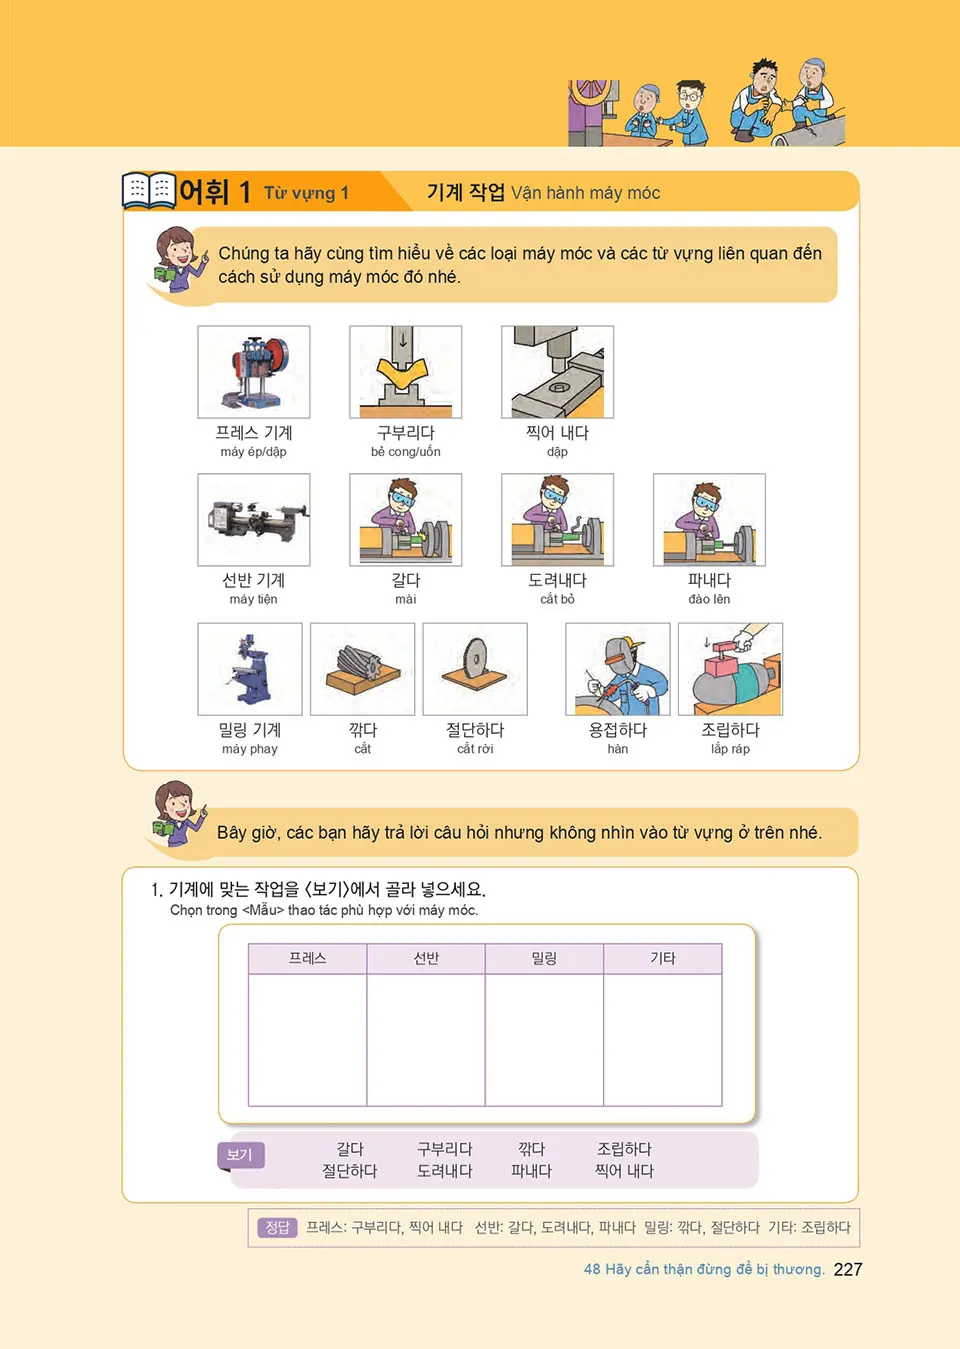 어휘 1 Từ vựng 1 기계 작업 Vận hành máy móc
Chúng ta hãy cùng tìm hiểu về các loại máy móc và các từ vựng liên quan đến
cách sử dụng máy móc đó nhé.
프레스 기계 구부리다 찍어 내다
máy ép/dập bẻ cong/uốn dập
선반 기계 갈다 도려내다 파내다
máy tiện mài cắt bỏ đào lên
밀링 기계 깎다 절단하다 용접하다 조립하다
máy phay cắt cắt rời hàn lắp ráp
Bây giờ, các bạn hãy trả lời câu hỏi nhưng không nhìn vào từ vựng ở trên nhé.
1. 기계에 맞는 작업을 <보기>에서 골라 넣으세요.
Chọn trong <Mẫu> thao tác phù hợp với máy móc.
프레스 선반 밀링 기타
보기
갈다 구부리다 깎다 조립하다
절단하다 도려내다 파내다 찍어 내다
정답 프레스: 구부리다, 찍어 내다 선반: 갈다, 도려내다, 파내다 밀링: 깎다, 절단하다 기타: 조립하다
48 Hãy cẩn thận đừng để bị thương. 227